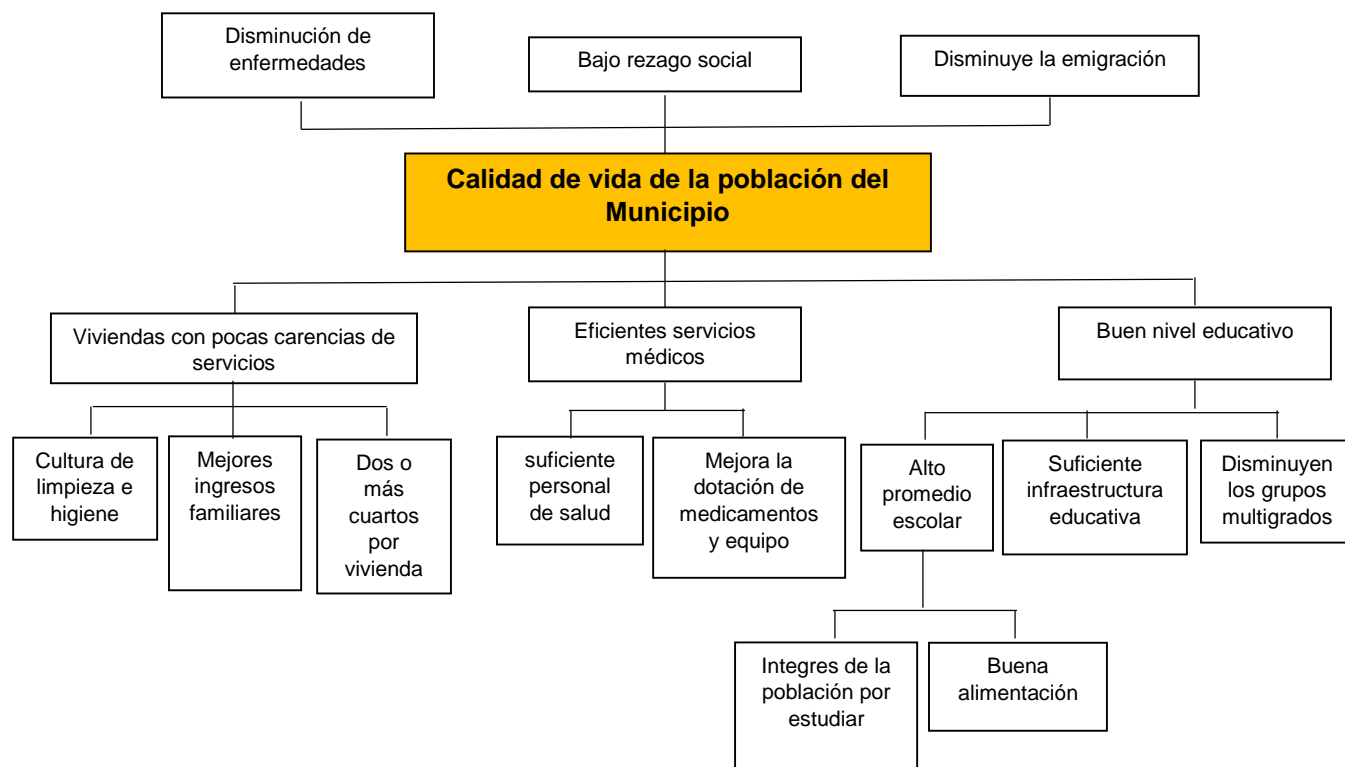 Disminución de
enfermedades
Bajo rezago social
Disminuye la emigración
Calidad de vida de la población del
Municipio
Viviendas con pocas carencias de
servicios
Eficientes servicios
médicos
Buen nivel educativo
Cultura de
limpieza e
higiene
Mejores
ingresos
familiares
Dos o
más
cuartos
por
vivienda
suficiente
personal
de salud
Mejora la
dotación de
medicamentos
y equipo
Alto
promedio
escolar
Suficiente
infraestructura
educativa
Disminuyen
los grupos
multigrados
Integres de la
población por
estudiar
Buena
alimentación